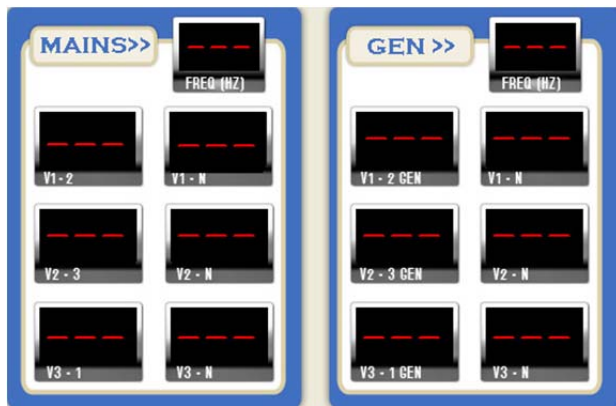 MAINS>>
--- 
FREQ (HZ)
---
V1-2
---
V1 - N
---
V2 - 3
---
V2 - N
---
V3 - 1
---
V3 - N
GEN >>
---
FREQ (HZ)
---
V1 - 2 GEN
---
V1 - N
---
V2 - 3 GEN
---
V2 - N
---
V3 - 1 GEN
---
V3 - N